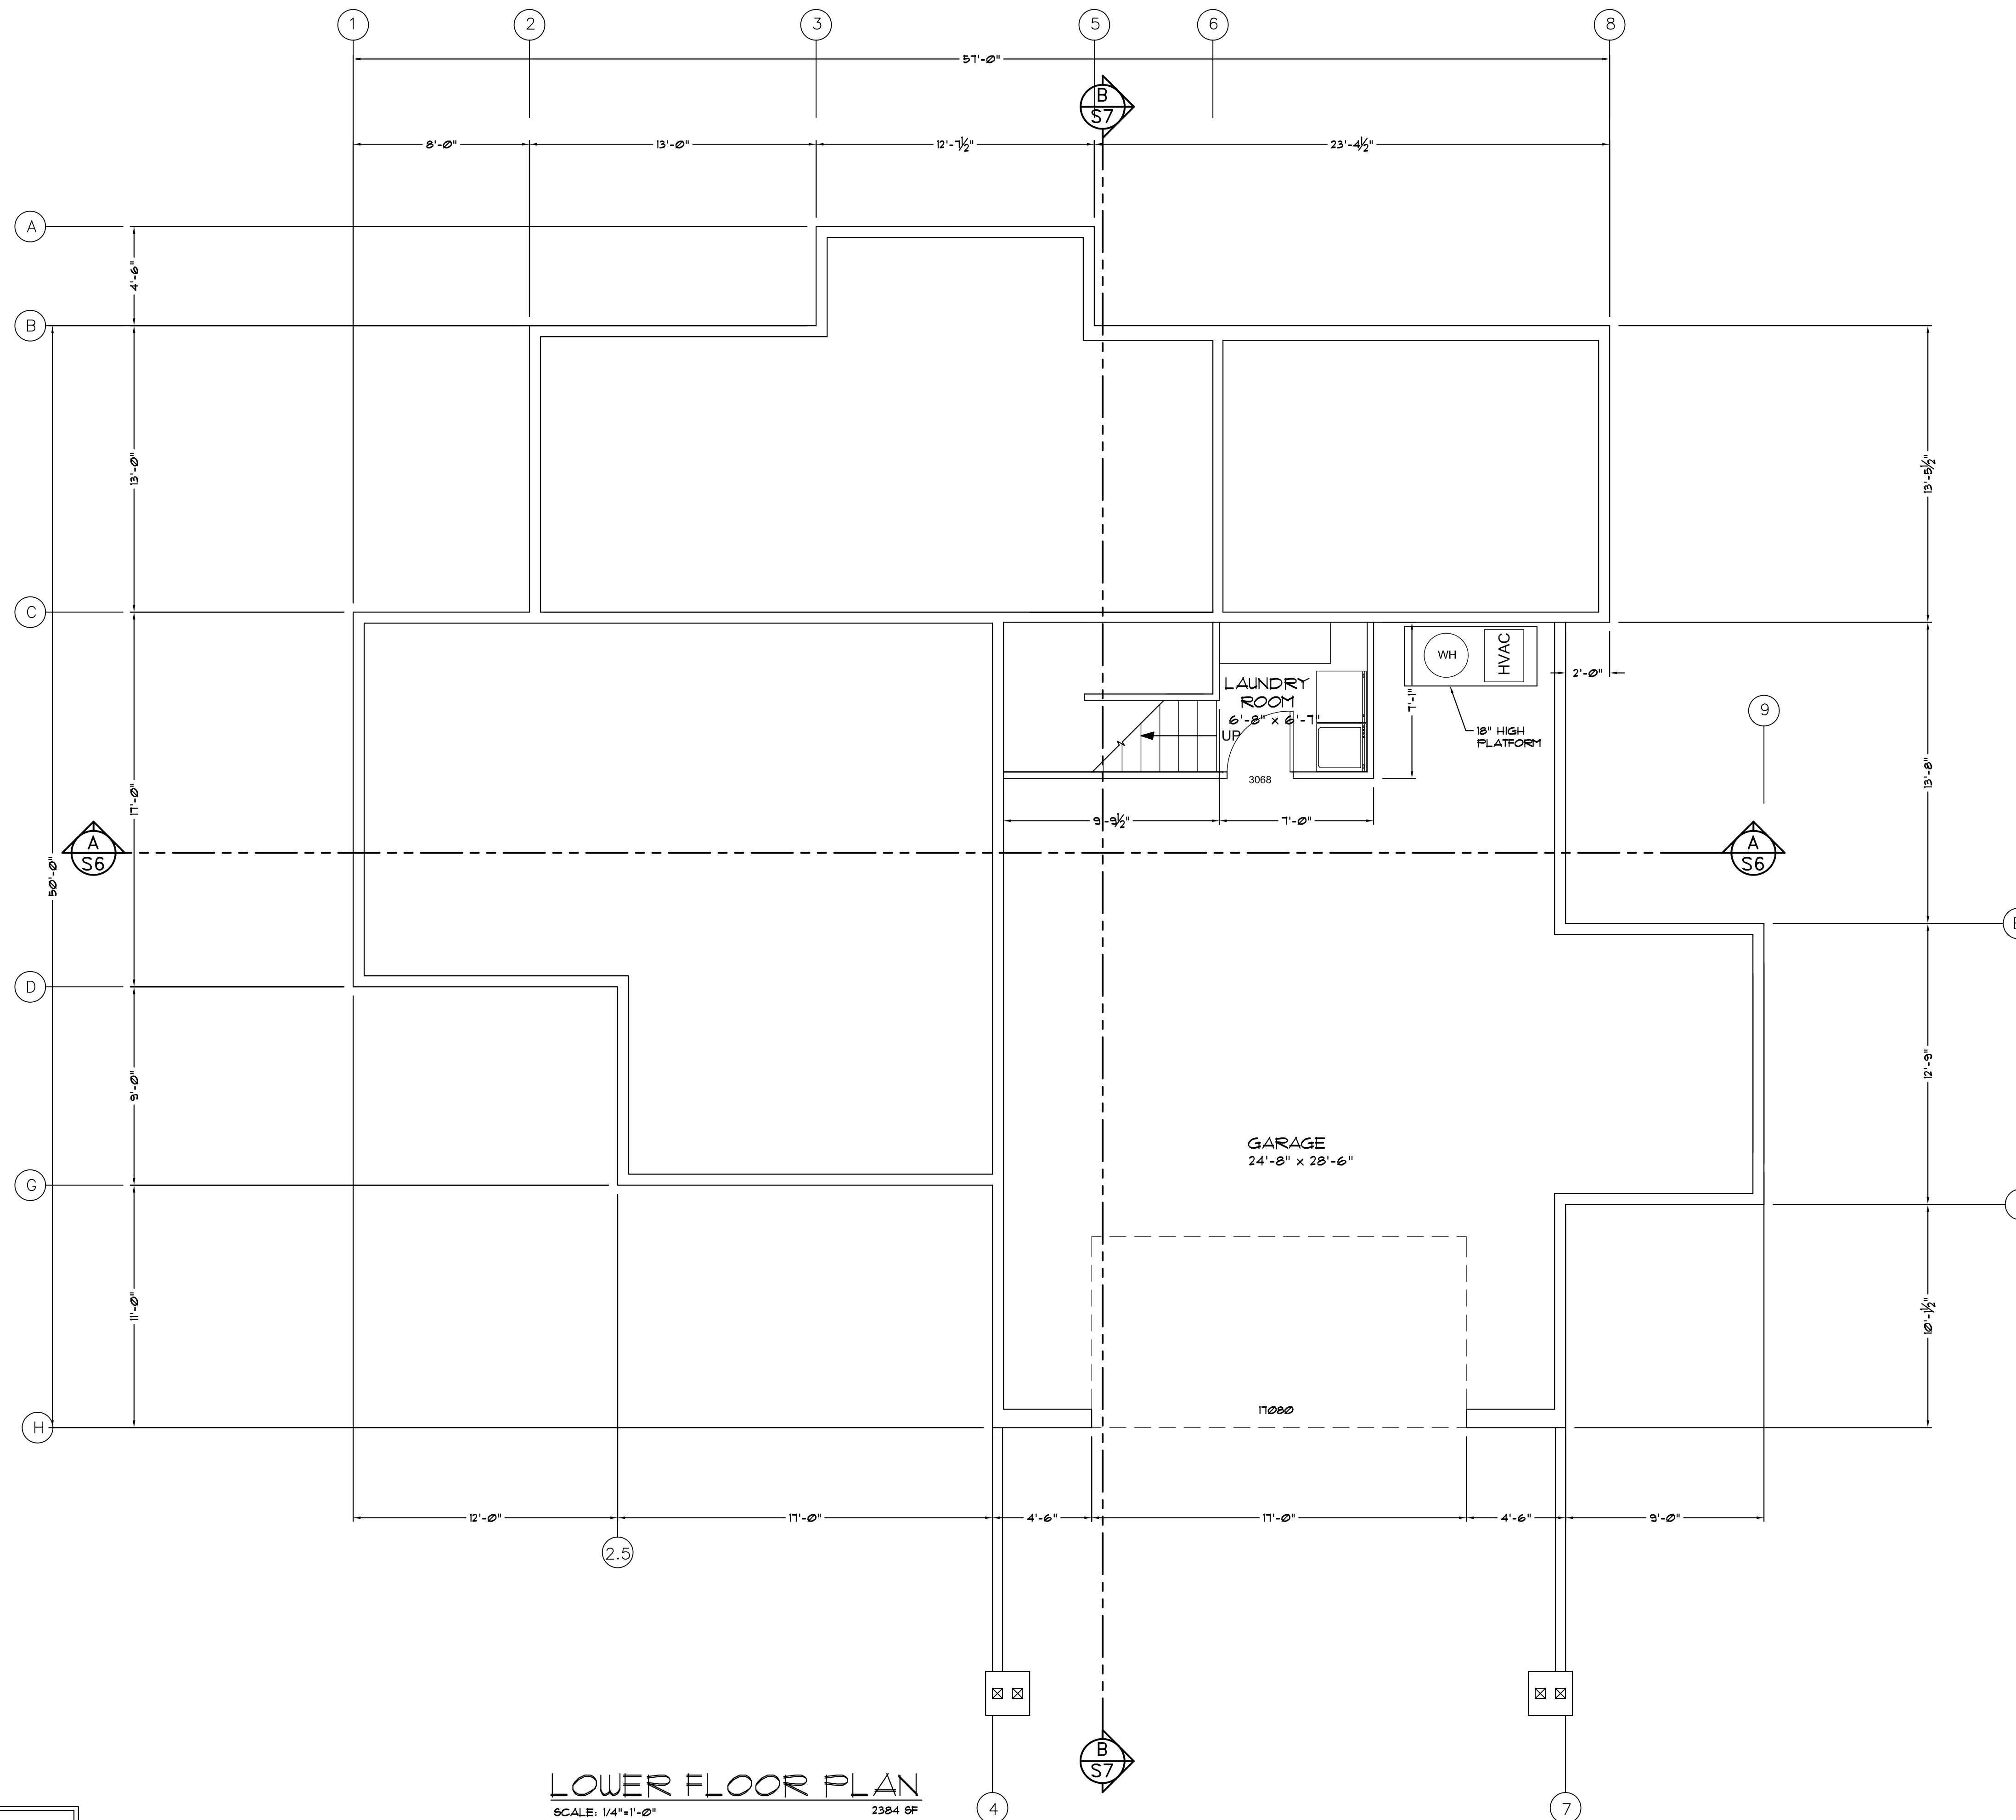 1
2
3
5
6
8
57'-0"
B
S7
8'-0"
13'-0"
12'-7½"
23'-4½"
A
4'-6"
B
13'-0"
13'-5½"
C
WH
HVAC
LAUNDRY
ROOM
6'-8" x 6'-7"
2'-0"
7'-1"
9
UP
18" HIGH
PLATFORM
3068
13'-8"
17'-0"
9'-9½"
7'-0"
A
S6
A
S6
50'-0"
D
12'-9"
9'-0"
GARAGE
24'-8" x 28'-6"
G
11'-0"
10'-1½"
17080
H
12'-0"
17'-0"
4'-6"
17'-0"
4'-6"
9'-0"
2.5
B
S7
LOWER FLOOR PLAN
SCALE: 1/4"=1'-0"
2384 SF
4
7